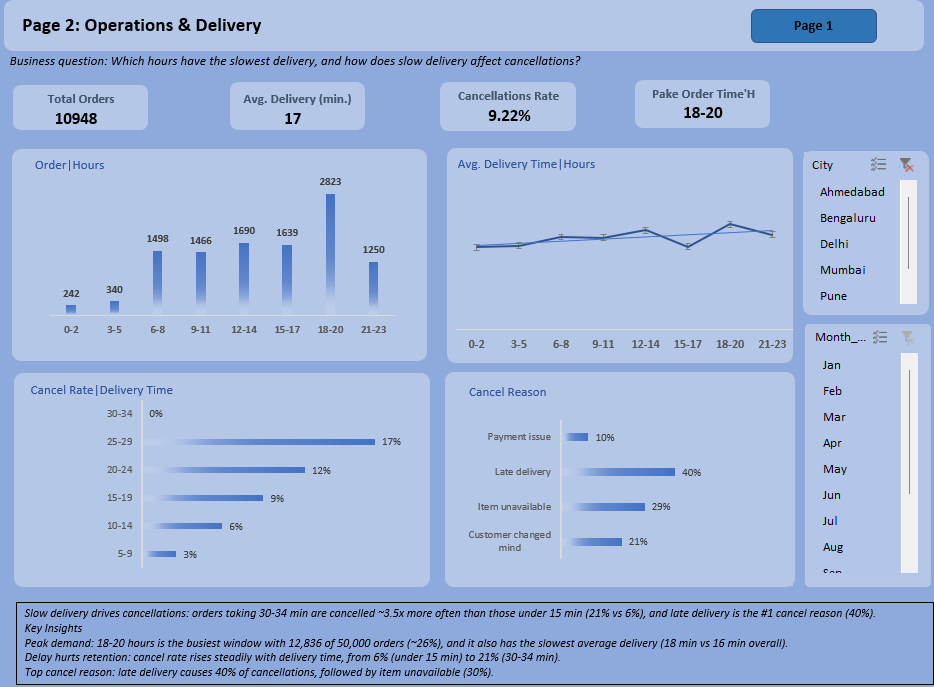 Page 2: Operations & Delivery
Page 1
Business question: Which hours have the slowest delivery, and how does slow delivery affect cancellations?
Total Orders
10948
Avg. Delivery (min.)
17
Cancellations Rate
9.22%
Pake Order Time'H
18-20
Order|Hours
2823
1690
1639
1498
1466
1250
340
242
0-2 3-5 6-8 9-11 12-14 15-17 18-20 21-23
Avg. Delivery Time|Hours
0-2 3-5 6-8 9-11 12-14 15-17 18-20 21-23
City
Ahmedabad
Bengaluru
Delhi
Mumbai
Pune
Cancel Rate|Delivery Time
30-34 0%
25-29 17%
20-24 12%
15-19 9%
10-14 6%
5-9 3%
Cancel Reason
Payment issue 10%
Late delivery 40%
Item unavailable 29%
Customer changed
mind 21%
Month_...
Jan
Feb
Mar
Apr
May
Jun
Jul
Aug
Sep
Slow delivery drives cancellations: orders taking 30-34 min are cancelled ~3.5x more often than those under 15 min (21% vs 6%), and late delivery is the #1 cancel reason (40%).
Key Insights
Peak demand: 18-20 hours is the busiest window with 12,836 of 50,000 orders (~26%), and it also has the slowest average delivery (18 min vs 16 min overall).
Delay hurts retention: cancel rate rises steadily with delivery time, from 6% (under 15 min) to 21% (30-34 min).
Top cancel reason: late delivery causes 40% of cancellations, followed by item unavailable (30%).